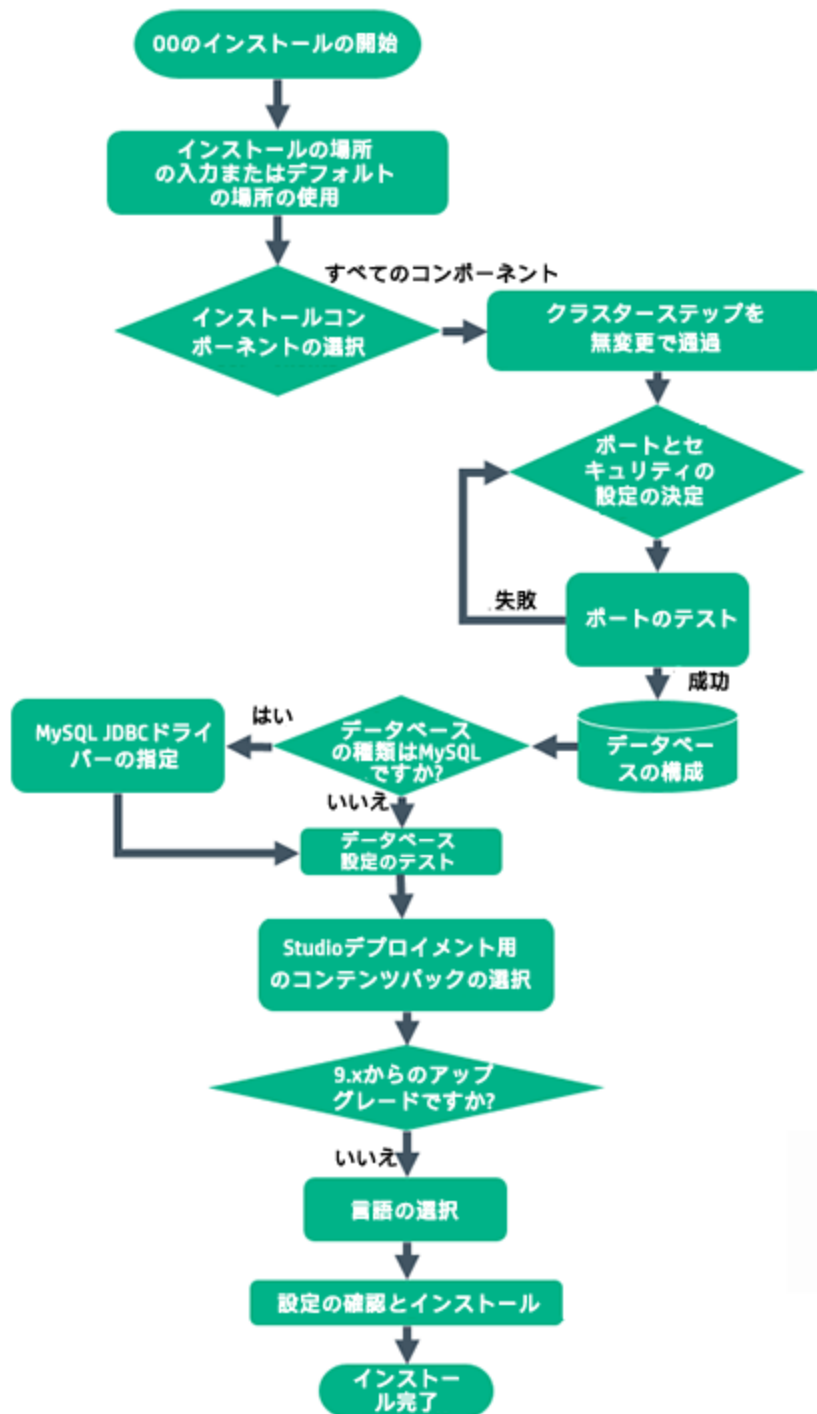 OOのインストールの開始
インストールの場所
の入力またはデフォルト
の場所の使用
すべてのコンポーネント
インストールコン
ポーネントの選択
クラスターステップを
無変更で通過
ポートとセ
キュリティの
設定の決定
失敗
ポートのテスト
成功
データベー
スの構成
データベース
の種類はMySQL
ですか?
はい
MySQL JDBCドライ
バーの指定
いいえ
データベース
設定のテスト
Studioデプロイメント用
のコンテンツパックの選択
9.xからのアップ
グレードですか?
いいえ
言語の選択
設定の確認とインストール
インストー
ル完了